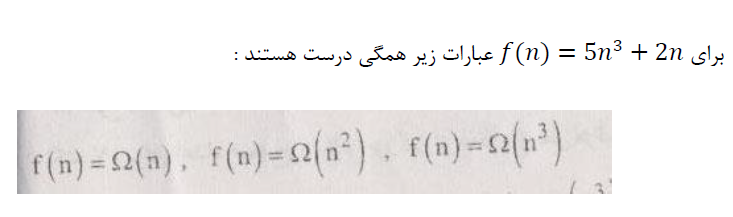 برای f(n) = 5n³ + 2n عبارات زیر همگی درست هستند :
f(n) = Ω(n), f(n) = Ω(n²), f(n) = Ω(n³)